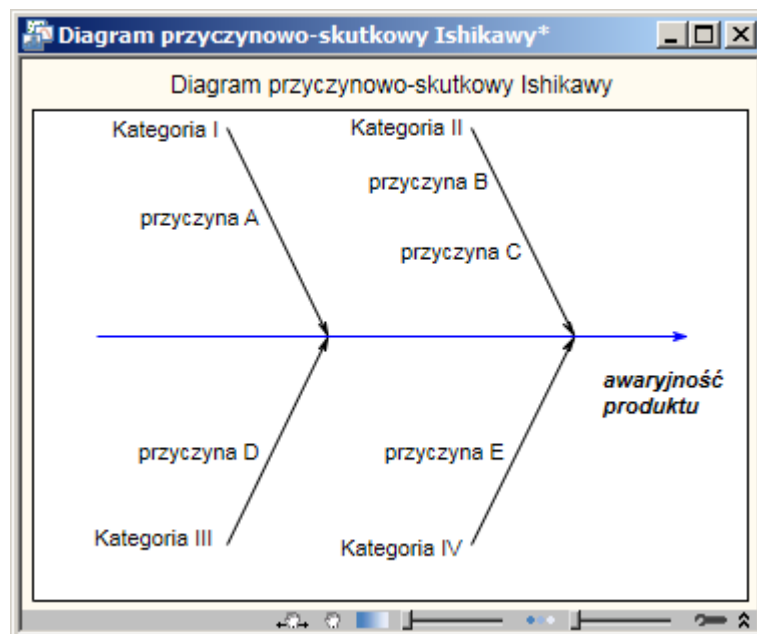 Diagram przyczynowo-skutkowy Ishikawy*
Diagram przyczynowo-skutkowy Ishikawy
Kategoria I
Kategoria II
przyczyna B
przyczyna A
przyczyna C
awaryjność
produktu
przyczyna D
przyczyna E
Kategoria III
Kategoria IV